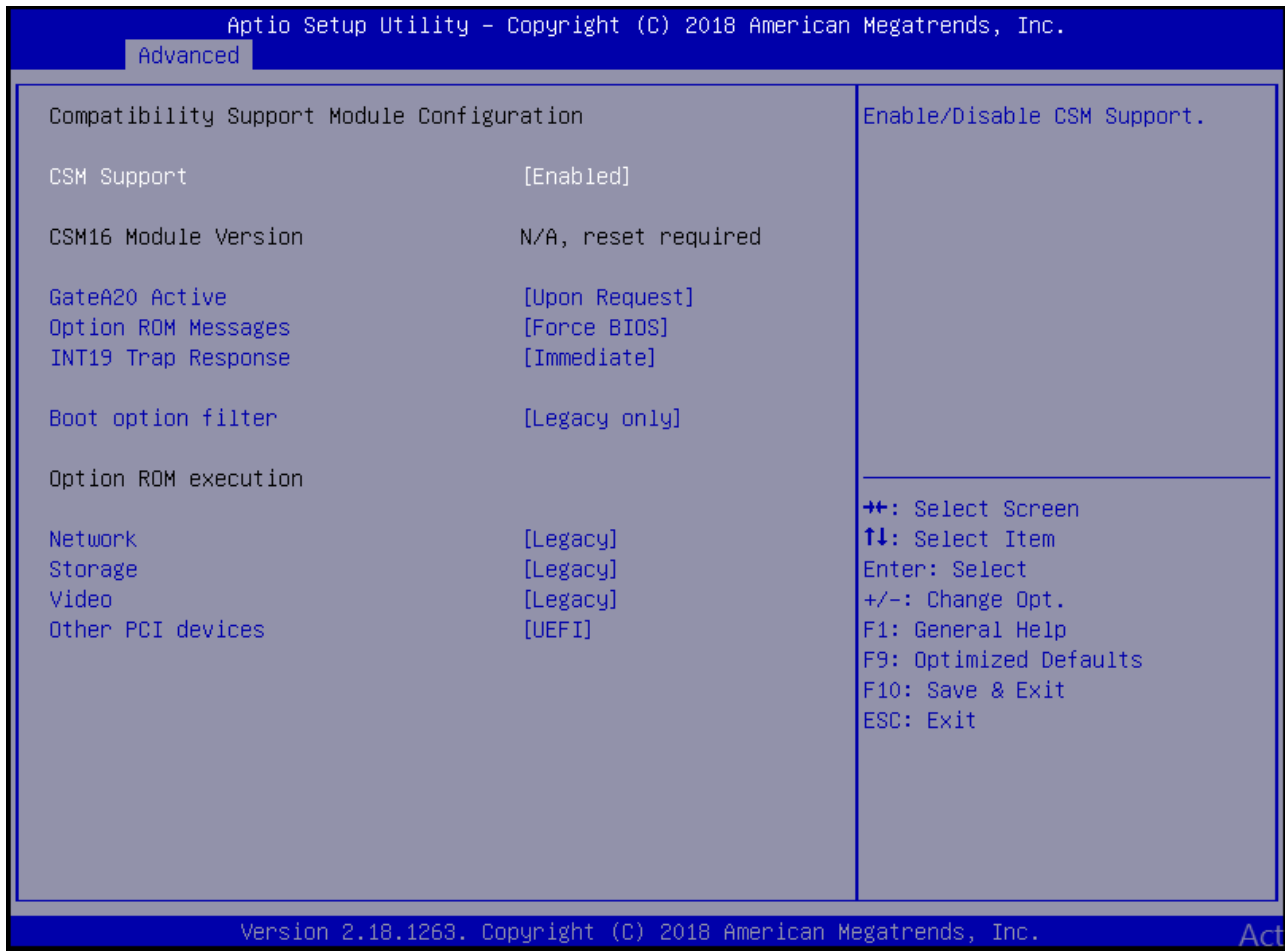 Aptio Setup Utility – Copyright (C) 2018 American Megatrends, Inc.
Advanced
Compatibility Support Module Configuration
CSM Support [Enabled]
CSM16 Module Version N/A, reset required
GateA20 Active [Upon Request]
Option ROM Messages [Force BIOS]
INT19 Trap Response [Immediate]
Boot option filter [Legacy only]
Option ROM execution
Network [Legacy]
Storage [Legacy]
Video [Legacy]
Other PCI devices [UEFI]
Enable/Disable CSM Support.
→←: Select Screen
↑↓: Select Item
Enter: Select
+/-: Change Opt.
F1: General Help
F9: Optimized Defaults
F10: Save & Exit
ESC: Exit
Version 2.18.1263. Copyright (C) 2018 American Megatrends, Inc.
Act